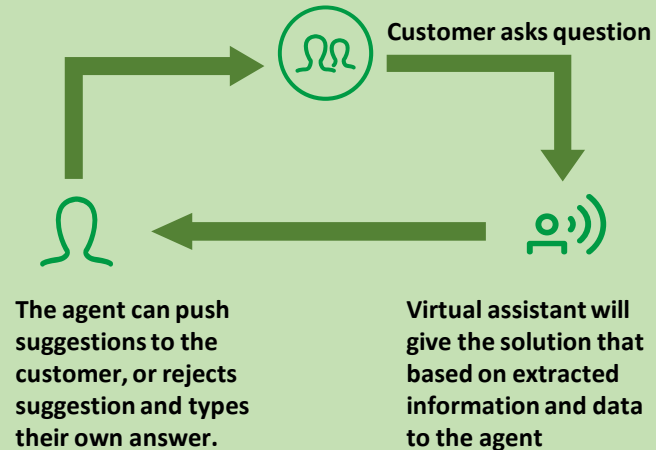 Customer asks question
The agent can push
suggestions to the
customer, or rejects
suggestion and types
their own answer.
Virtual assistant will
give the solution that
based on extracted
information and data
to the agent